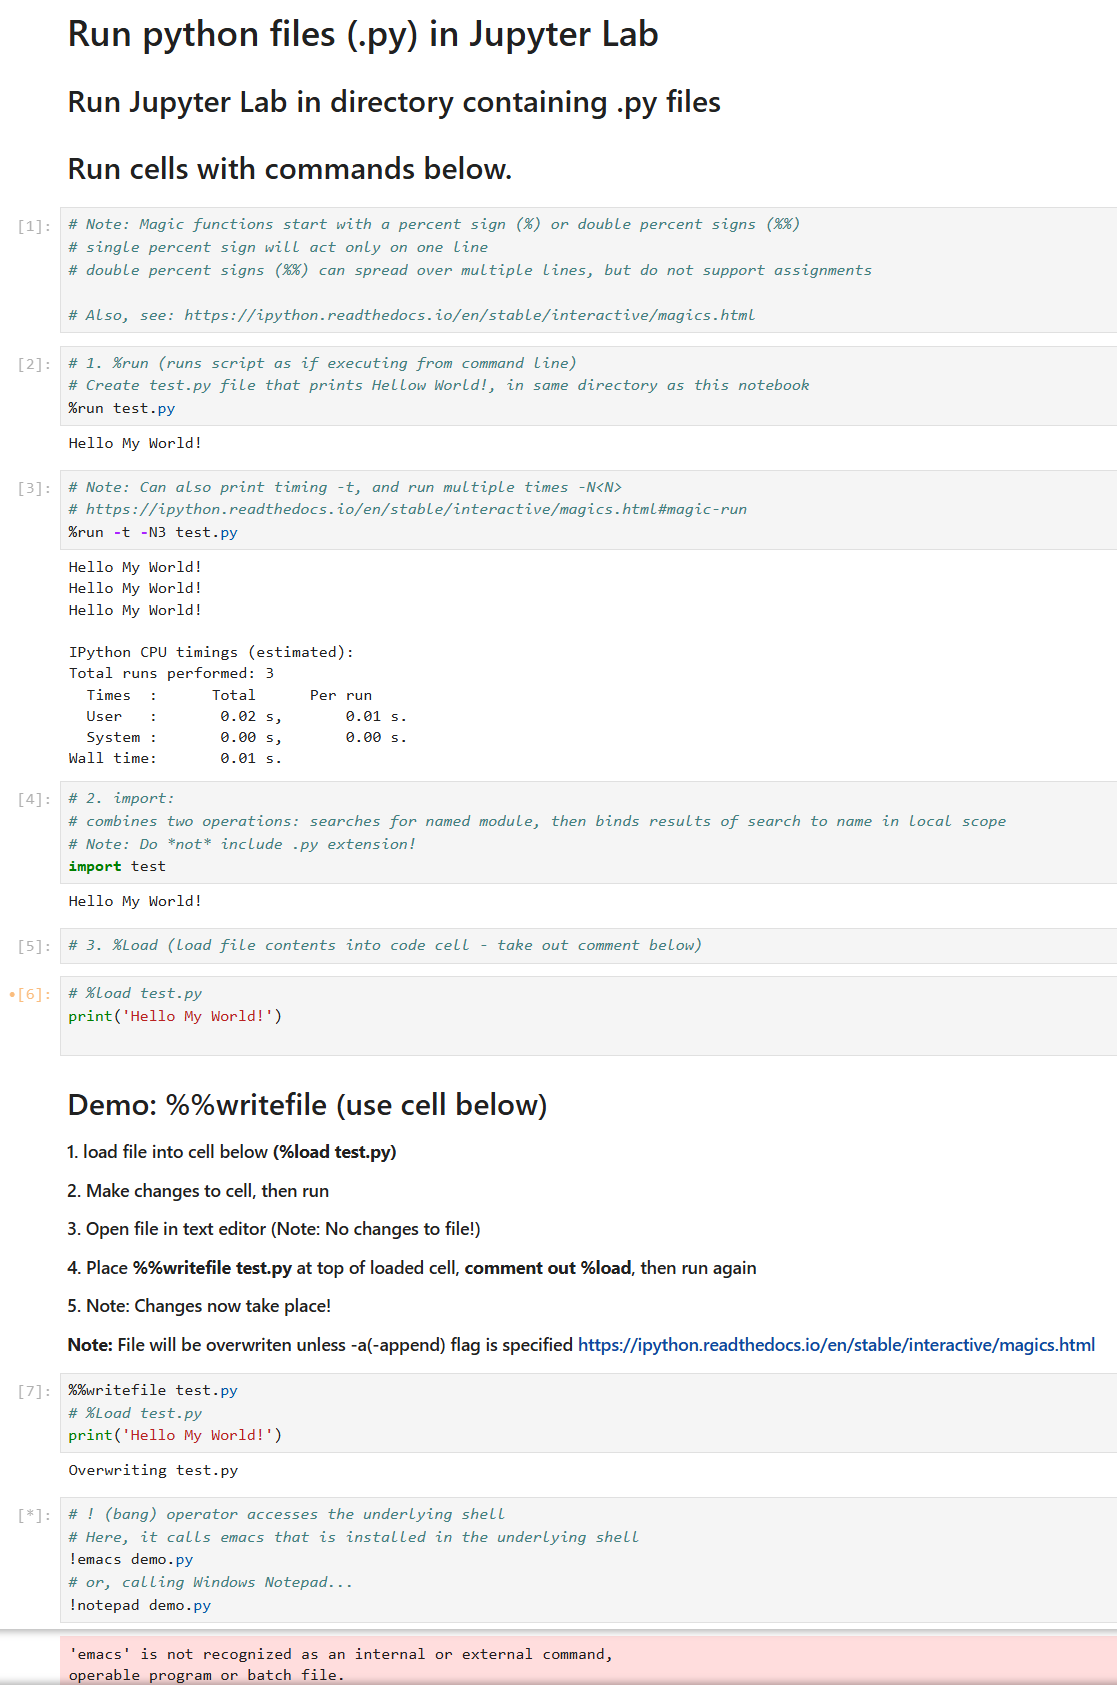 Run python files (.py) in Jupyter Lab
Run Jupyter Lab in directory containing .py files
Run cells with commands below.
[1]: # Note: Magic functions start with a percent sign (%) or double percent signs (%%)
# single percent sign will act only on one line
# double percent signs (%%) can spread over multiple lines, but do not support assignments
# Also, see: https://ipython.readthedocs.io/en/stable/interactive/magics.html
[2]: # 1. %run (runs script as if executing from command line)
# Create test.py file that prints Hellow World!, in same directory as this notebook
%run test.py
Hello My World!
[3]: # Note: Can also print timing -t, and run multiple times -N<N>
# https://ipython.readthedocs.io/en/stable/interactive/magics.html#magic-run
%run -t -N3 test.py
Hello My World!
Hello My World!
Hello My World!
IPython CPU timings (estimated):
Total runs performed: 3
Times : Total Per run
User : 0.02 s, 0.01 s.
System : 0.00 s, 0.00 s.
Wall time: 0.01 s.
[4]: # 2. import:
# combines two operations: searches for named module, then binds results of search to name in local scope
# Note: Do *not* include .py extension!
import test
Hello My World!
[5]: # 3. %Load (load file contents into code cell - take out comment below)
•[6]: # %load test.py
print('Hello My World!')
Demo: %%writefile (use cell below)
1. load file into cell below (%load test.py)
2. Make changes to cell, then run
3. Open file in text editor (Note: No changes to file!)
4. Place %%writefile test.py at top of loaded cell, comment out %load, then run again
5. Note: Changes now take place!
Note: File will be overwriten unless -a(-append) flag is specified https://ipython.readthedocs.io/en/stable/interactive/magics.html
[7]: %%writefile test.py
# %Load test.py
print('Hello My World!')
Overwriting test.py
[*]: # ! (bang) operator accesses the underlying shell
# Here, it calls emacs that is installed in the underlying shell
!emacs demo.py
# or, calling Windows Notepad...
!notepad demo.py
'emacs' is not recognized as an internal or external command,
operable program or batch file.